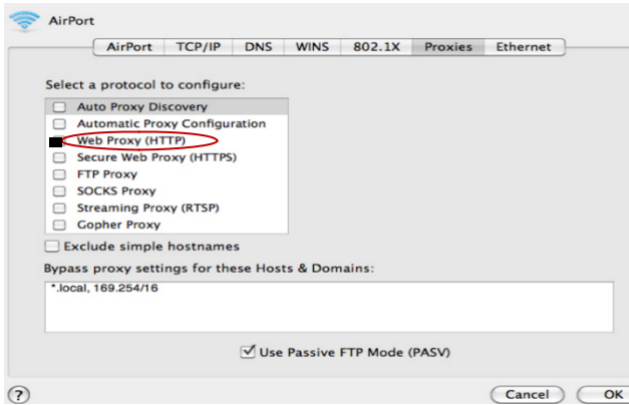 AirPort
AirPort TCP/IP DNS WINS 802.1X Proxies Ethernet
Select a protocol to configure:
Auto Proxy Discovery
Automatic Proxy Configuration
Web Proxy (HTTP)
Secure Web Proxy (HTTPS)
FTP Proxy
SOCKS Proxy
Streaming Proxy (RTSP)
Gopher Proxy
Exclude simple hostnames
Bypass proxy settings for these Hosts & Domains:
*.local, 169.254/16
Use Passive FTP Mode (PASV)
? Cancel OK